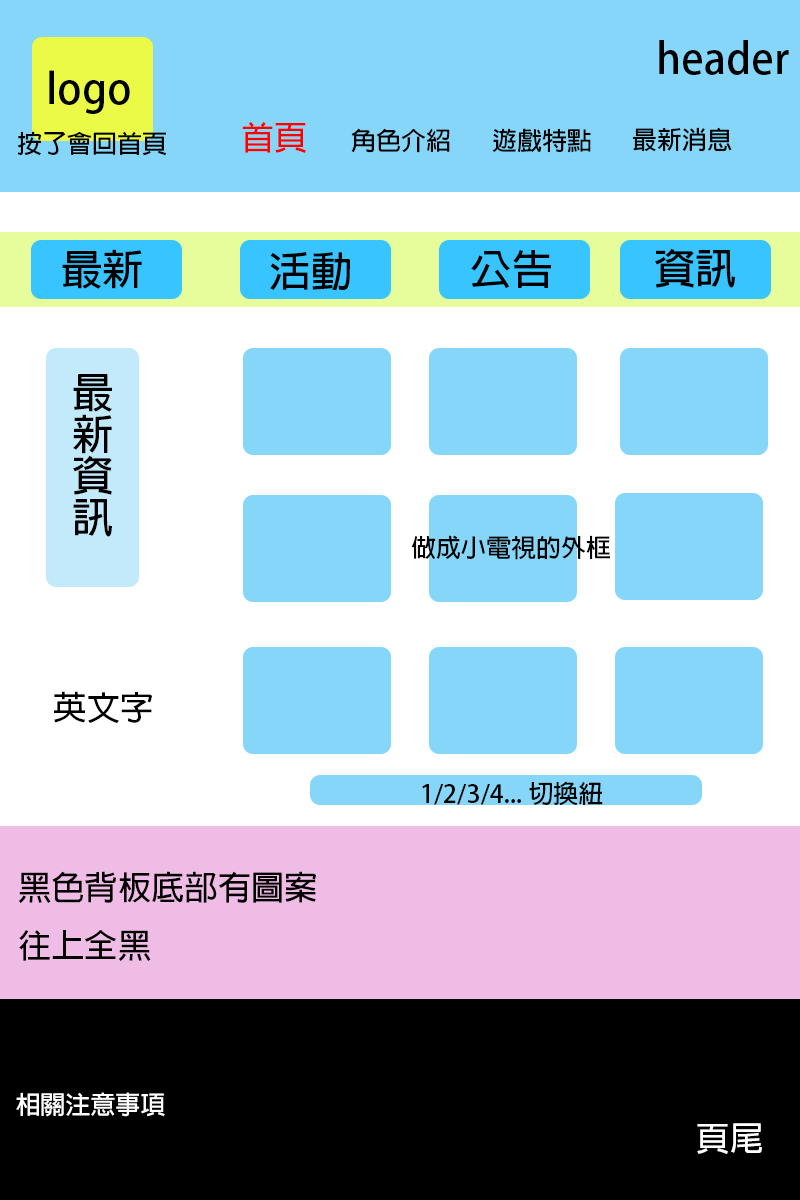 header
logo
按了會回首頁
首頁
角色介紹
遊戲特點
最新消息
最新
活動
公告
資訊
最新資訊
做成小電視的外框
英文字
1/2/3/4... 切換紐
黑色背板底部有圖案
往上全黑
相關注意事項
頁尾